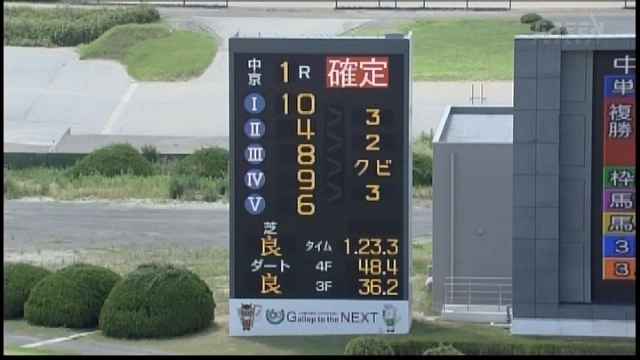 中京 1R 確定
I 10
3
II 4
2
III 8
クビ
IV 9
3
V 6
芝
良 タイム 1.23.3
ダート 4F 48.4
良 3F 36.2
Gallop to the NEXT
中
単
複勝
枠
馬
馬
3
3